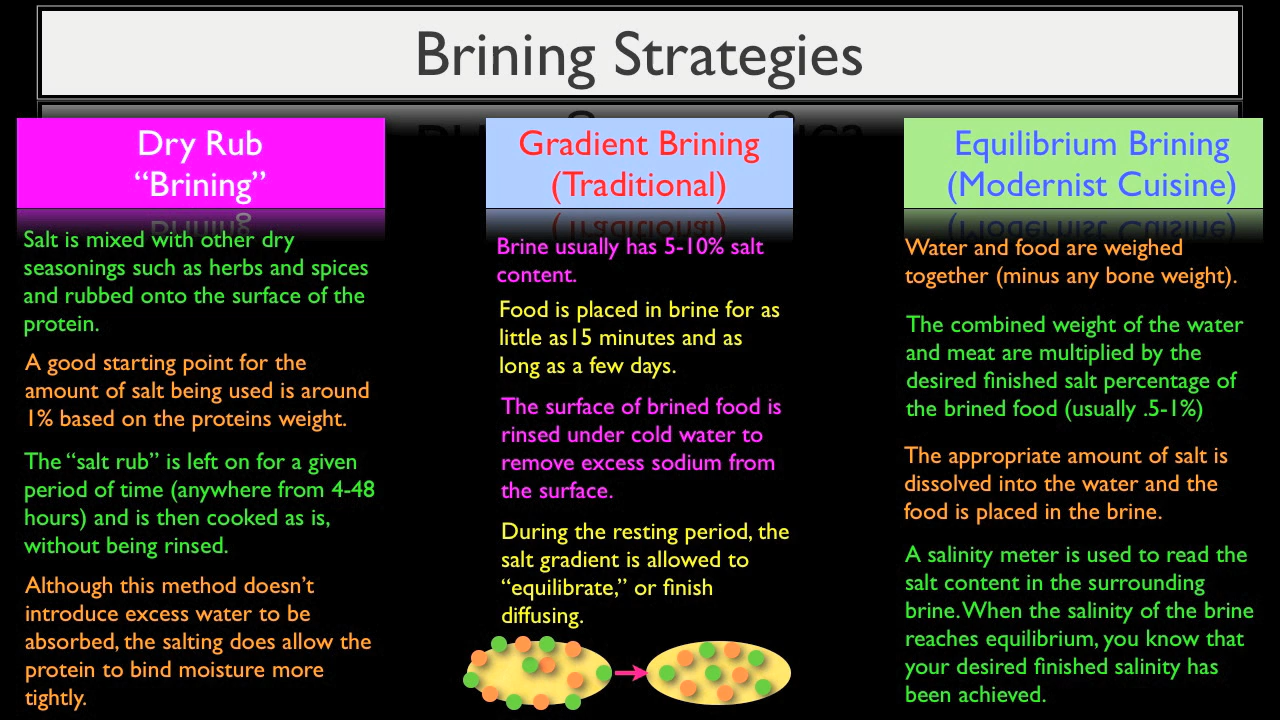 Brining Strategies
Dry Rub
“Brining”
Salt is mixed with other dry
seasonings such as herbs and spices
and rubbed onto the surface of the
protein.
A good starting point for the
amount of salt being used is around
1% based on the proteins weight.
The “salt rub” is left on for a given
period of time (anywhere from 4-48
hours) and is then cooked as is,
without being rinsed.
Although this method doesn’t
introduce excess water to be
absorbed, the salting does allow the
protein to bind moisture more
tightly.
Gradient Brining
(Traditional)
Brine usually has 5-10% salt
content.
Food is placed in brine for as
little as15 minutes and as
long as a few days.
The surface of brined food is
rinsed under cold water to
remove excess sodium from
the surface.
During the resting period, the
salt gradient is allowed to
“equilibrate,” or finish
diffusing.
Equilibrium Brining
(Modernist Cuisine)
Water and food are weighed
together (minus any bone weight).
The combined weight of the water
and meat are multiplied by the
desired finished salt percentage of
the brined food (usually .5-1%)
The appropriate amount of salt is
dissolved into the water and the
food is placed in the brine.
A salinity meter is used to read the
salt content in the surrounding
brine. When the salinity of the brine
reaches equilibrium, you know that
your desired finished salinity has
been achieved.